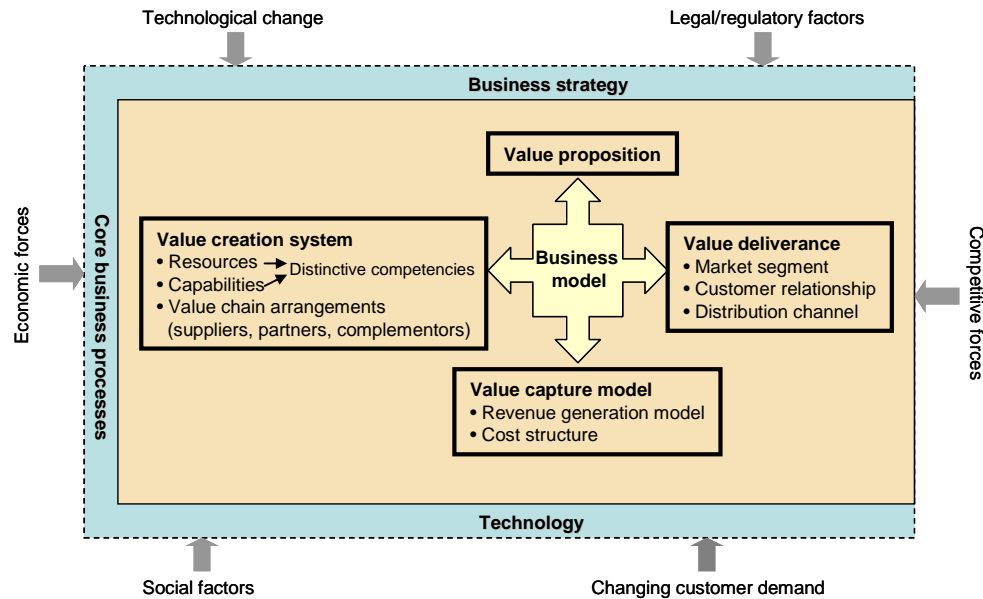 Technological change
Legal/regulatory factors
Business strategy
Value proposition
Economic forces
Core business processes
Value creation system
• Resources
• Capabilities
Distinctive competencies
• Value chain arrangements
(suppliers, partners, complementors)
Business
model
Value deliverance
• Market segment
• Customer relationship
• Distribution channel
Competitive forces
Value capture model
• Revenue generation model
• Cost structure
Technology
Social factors
Changing customer demand